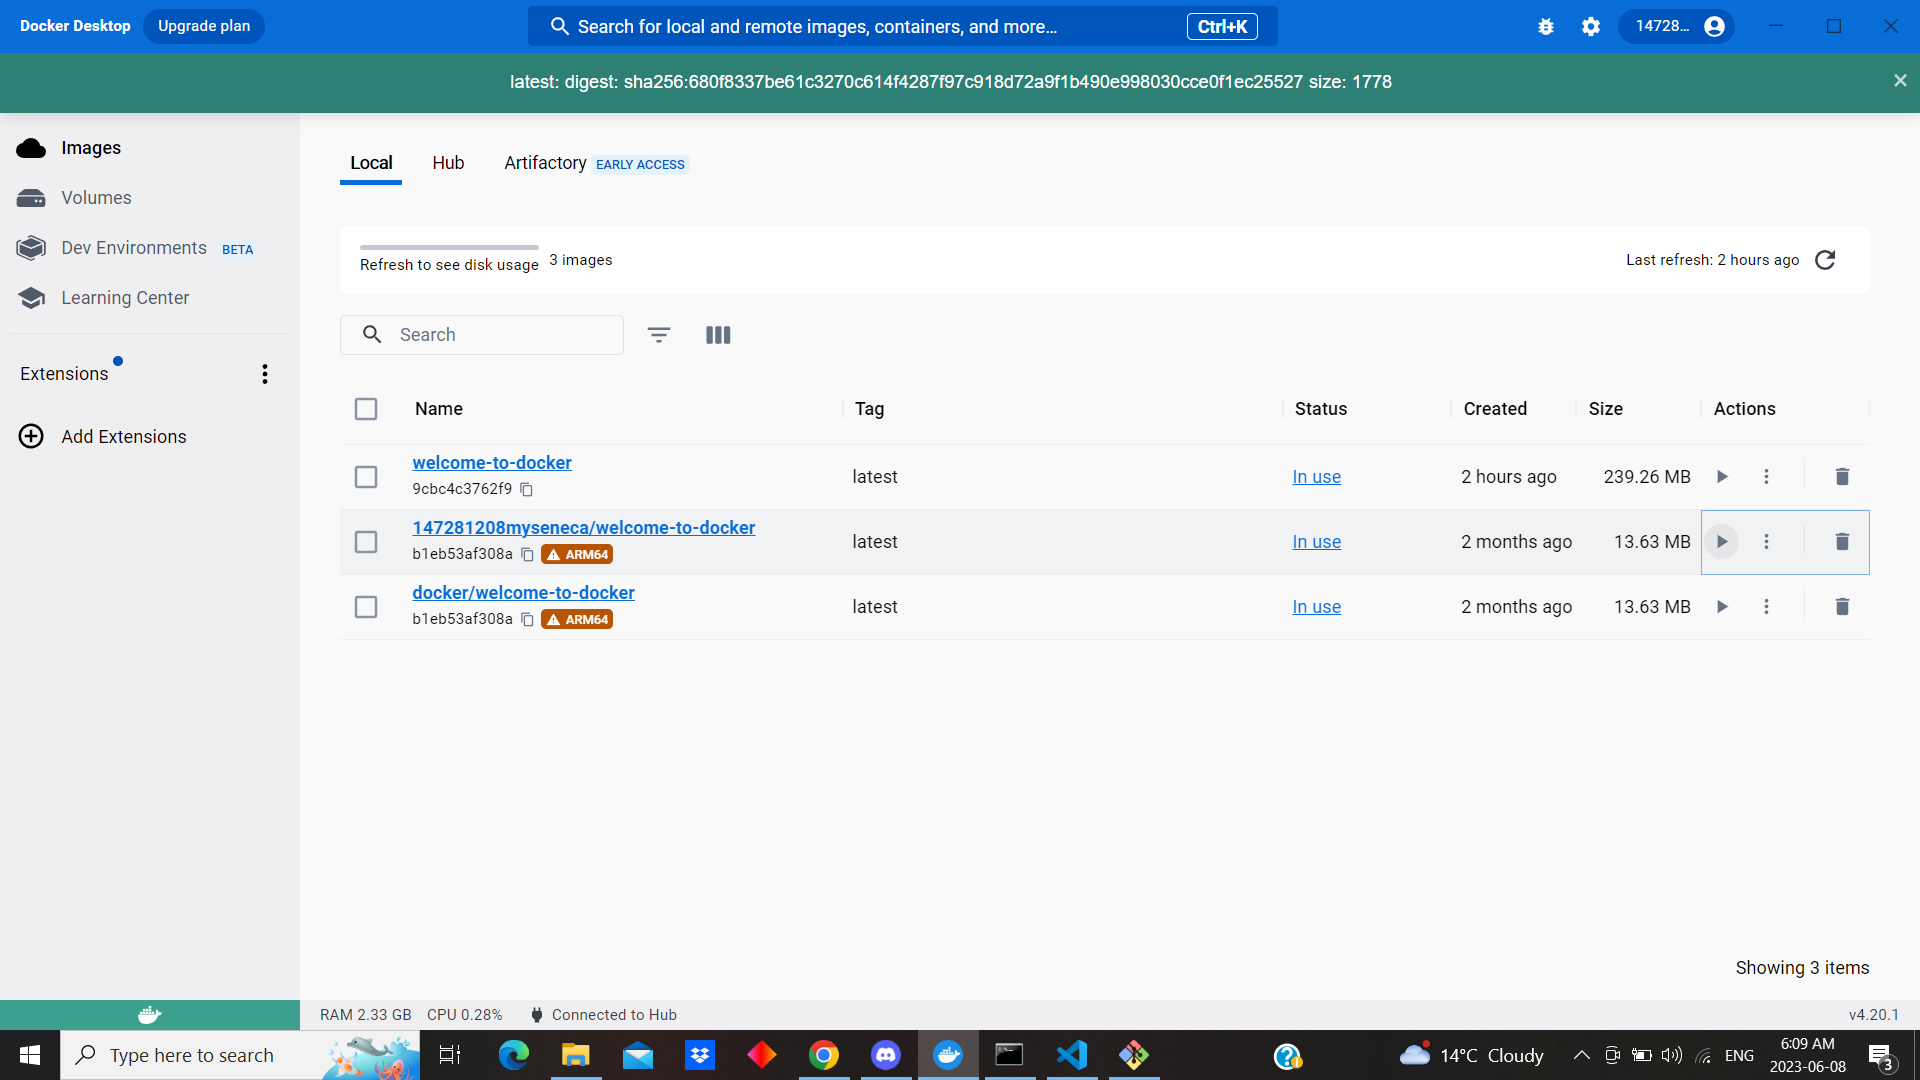 Docker Desktop
Upgrade plan
Search for local and remote images, containers, and more...
Ctrl+K
14728...
latest: digest: sha256:680f8337be61c3270c614f4287f97c918d72a9f1b490e998030cce0f1ec25527 size: 1778
Images
Volumes
Dev Environments BETA
Learning Center
Extensions
Add Extensions
Local
Hub
Artifactory EARLY ACCESS
Refresh to see disk usage
3 images
Last refresh: 2 hours ago
Search
Name Tag Status Created Size Actions
welcome-to-docker
9cbc4c3762f9
latest In use 2 hours ago 239.26 MB
147281208myseneca/welcome-to-docker
b1eb53af308a ARM64
latest In use 2 months ago 13.63 MB
docker/welcome-to-docker
b1eb53af308a ARM64
latest In use 2 months ago 13.63 MB
Showing 3 items
RAM 2.33 GB CPU 0.28% Connected to Hub
v4.20.1
Type here to search
14°C Cloudy
ENG
6:09 AM
2023-06-08
3